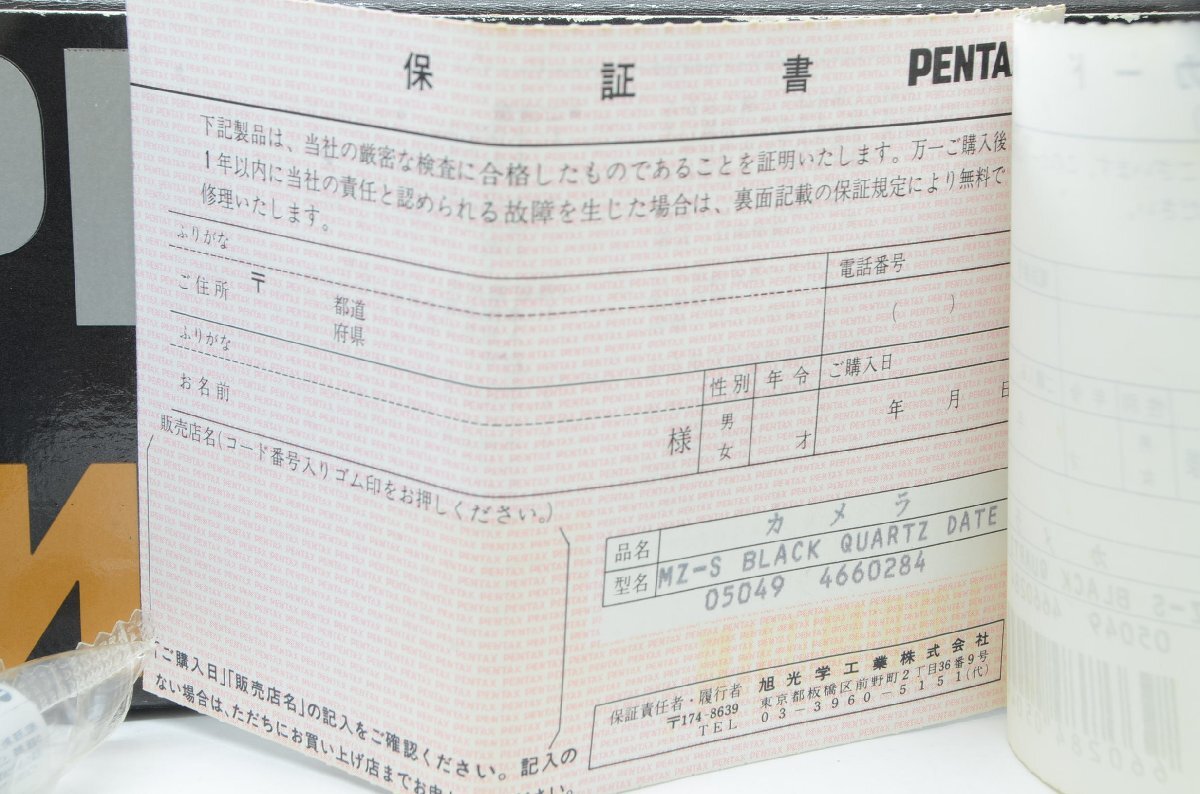 保証書 PENTA
下記製品は、当社の厳密な検査に合格したものであることを証明いたします。万一ご購入後
1年以内に当社の責任と認められる故障を生じた場合は、裏面記載の保証規定により無料で
修理いたします。
ふりがな
電話番号
ご住所 〒 都道
府県
( )
ふりがな
性別 年令 ご購入日
お名前 様 男 女 才 年 月 日
販売店名(コード番号入りゴム印をお押しください。)
品名 カメラ
型名 MZ-S BLACK QUARTZ DATE
05049 4660284
保証責任者・履行者 旭光学工業株式会社
〒174-8639 東京都板橋区前野町2丁目36番9号
TEL 03-3960-5151(代)
「ご購入日」「販売店名」の記入をご確認ください。記入の
ない場合は、ただちにお買い上げ店までお申